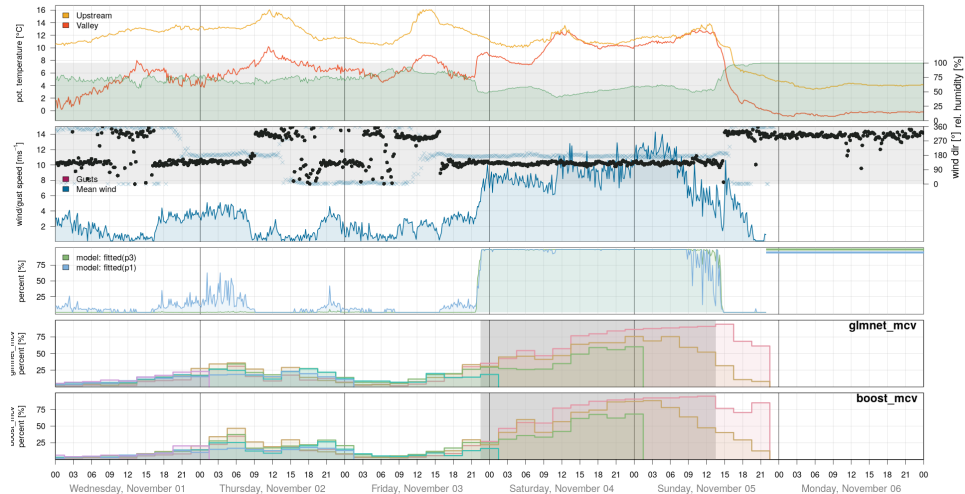 16
14
12
10
8
6
4
2
0
pot. temperature [°C]
Upstream
Valley
100
75
50
25
0
rel. humidity [%]
14
12
10
8
6
4
2
wind/gust speed [ms⁻¹]
Gusts
Mean wind
360
270
180
90
0
wind dir [°]
75
50
25
percent [%]
model: fitted(p3)
model: fitted(p1)
75
50
25
glmnet_mcv
percent [%]
glmnet_mcv
75
50
25
boost_mcv
percent [%]
boost_mcv
00 03 06 09 12 15 18 21 00 03 06 09 12 15 18 21 00 03 06 09 12 15 18 21 00 03 06 09 12 15 18 21 00 03 06 09 12 15 18 21 00 03 06 09 12 15 18 21 00
Wednesday, November 01 Thursday, November 02 Friday, November 03 Saturday, November 04 Sunday, November 05 Monday, November 06